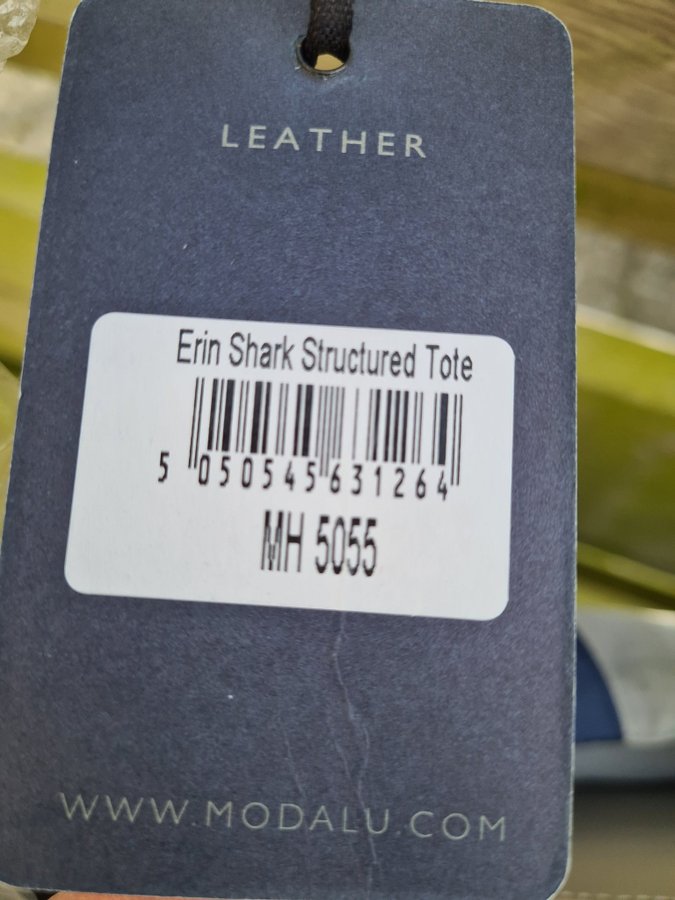 LEATHER
Erin Shark Structured Tote
5 050545 631264
MH 5055
WWW.MODALU.COM